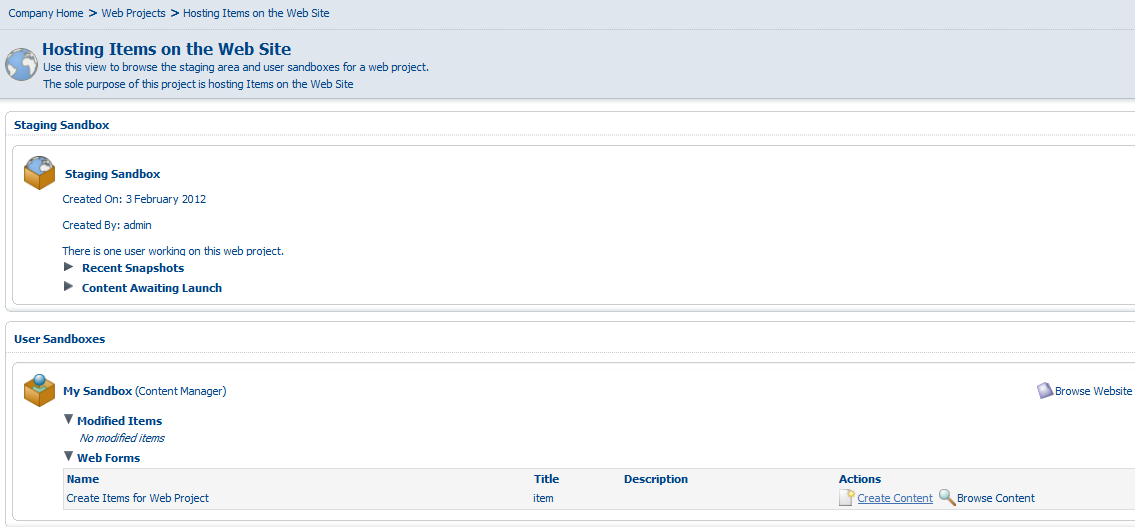 Company Home > Web Projects > Hosting Items on the Web Site
Hosting Items on the Web Site
Use this view to browse the staging area and user sandboxes for a web project.
The sole purpose of this project is hosting Items on the Web Site
Staging Sandbox
Staging Sandbox
Created On: 3 February 2012
Created By: admin
There is one user working on this web project.
Recent Snapshots
Content Awaiting Launch
User Sandboxes
My Sandbox (Content Manager) Browse Website
Modified Items
No modified items
Web Forms
Name Title Description Actions
Create Items for Web Project item Create Content Browse Content